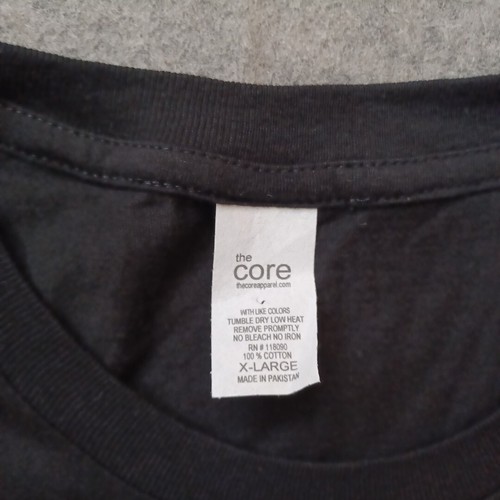 the
core
thecoreapparel.com
WITH LIKE COLORS
TUMBLE DRY LOW HEAT
REMOVE PROMPTLY
NO BLEACH NO IRON
RN # 118090
100 % COTTON
X-LARGE
MADE IN PAKISTAN